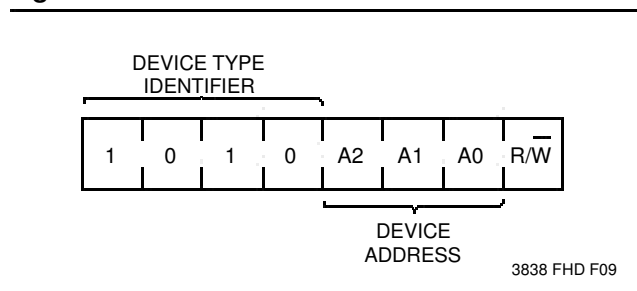 DEVICE TYPE
IDENTIFIER
1 0 1 0 A2 A1 A0 R/W̅
DEVICE
ADDRESS
3838 FHD F09